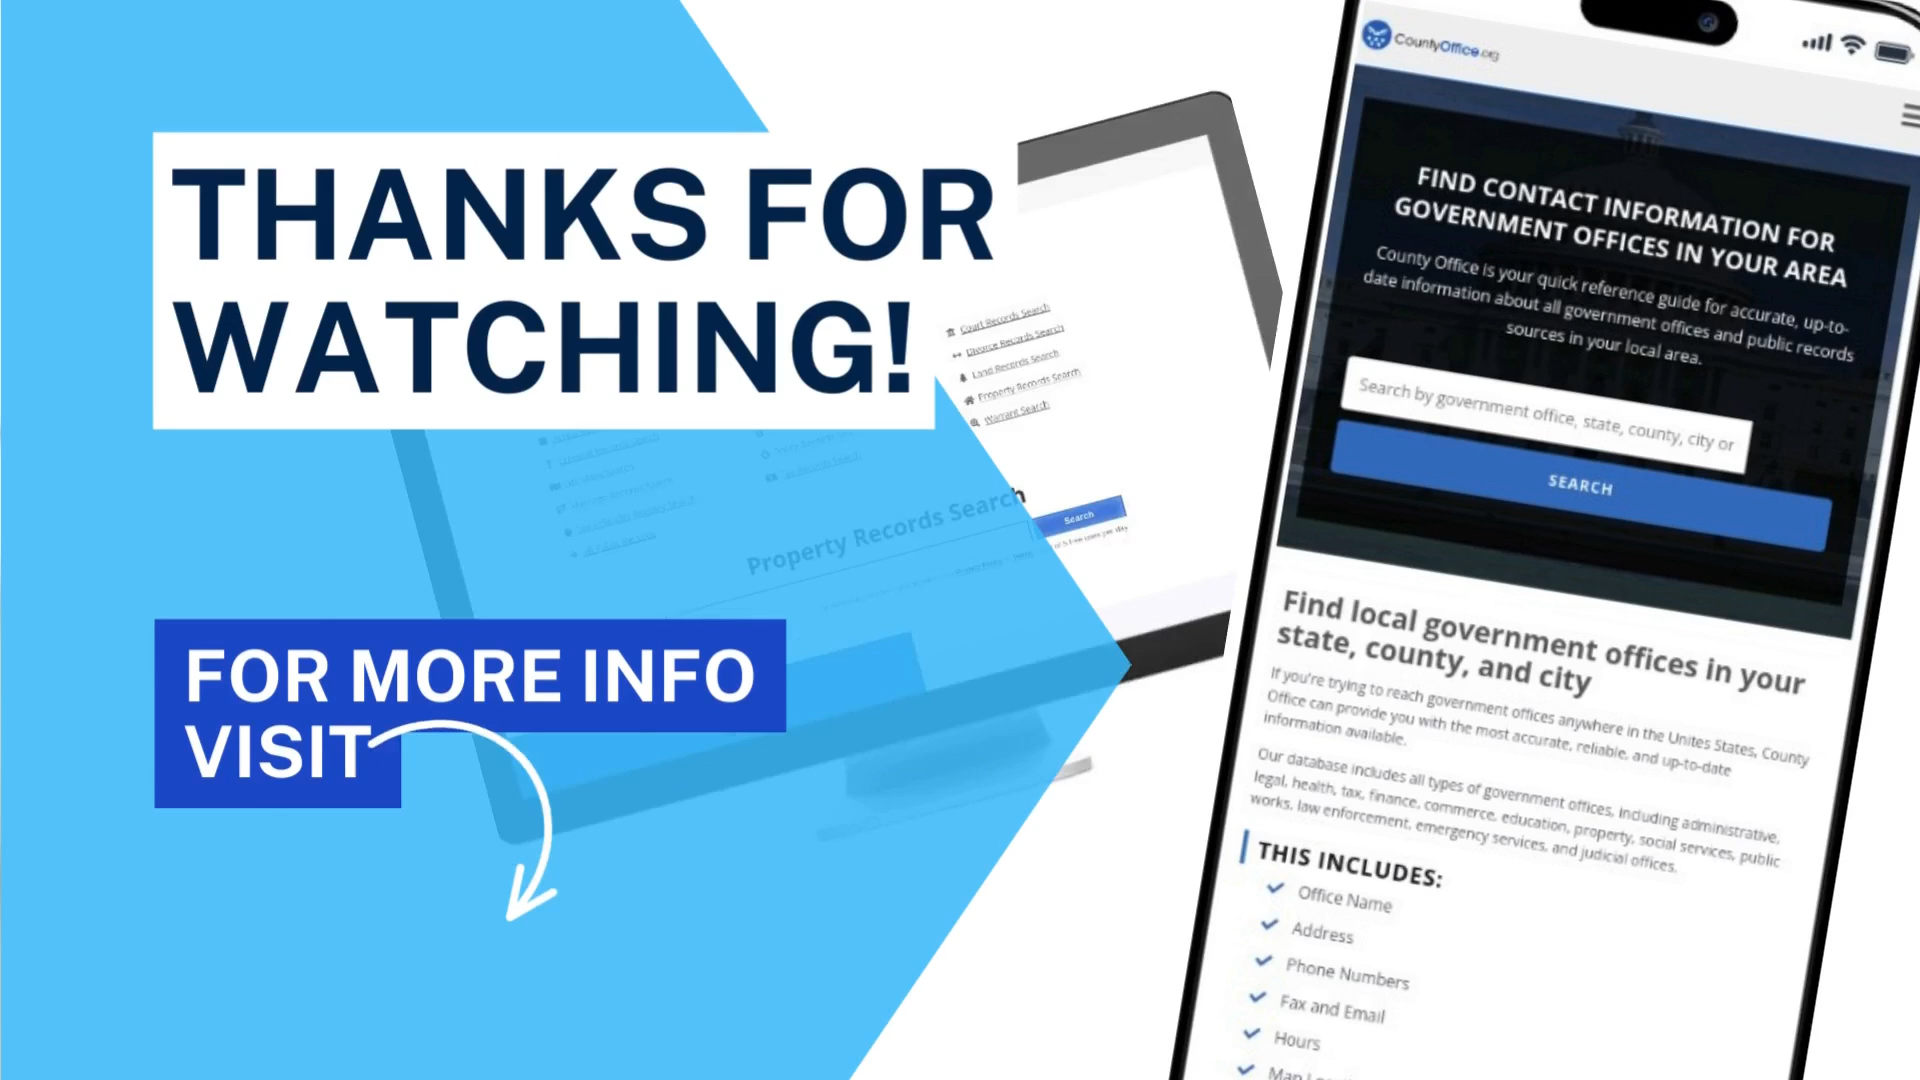 THANKS FOR
WATCHING!
FOR MORE INFO
VISIT
Court Records Search
Divorce Records Search
Land Records Search
Property Records Search
Warrant Search
Property Records Search
Search
of 5 free uses per day
CountyOffice.org
FIND CONTACT INFORMATION FOR
GOVERNMENT OFFICES IN YOUR AREA
County Office is your quick reference guide for accurate, up-to-
date information about all government offices and public records
sources in your local area.
Search by government office, state, county, city or
SEARCH
Find local government offices in your
state, county, and city
If you're trying to reach government offices anywhere in the Unites States, County
Office can provide you with the most accurate, reliable, and up-to-date
information available.
Our database includes all types of government offices, including administrative,
legal, health, tax, finance, commerce, education, property, social services, public
works, law enforcement, emergency services, and judicial offices.
THIS INCLUDES:
Office Name
Address
Phone Numbers
Fax and Email
Hours